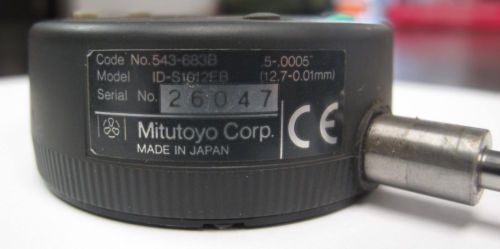 Code No. 543-683B .5-.0005"
Model ID-S1012EB (12.7-0.01mm)
Serial No. 26047
Mitutoyo Corp. CE
MADE IN JAPAN